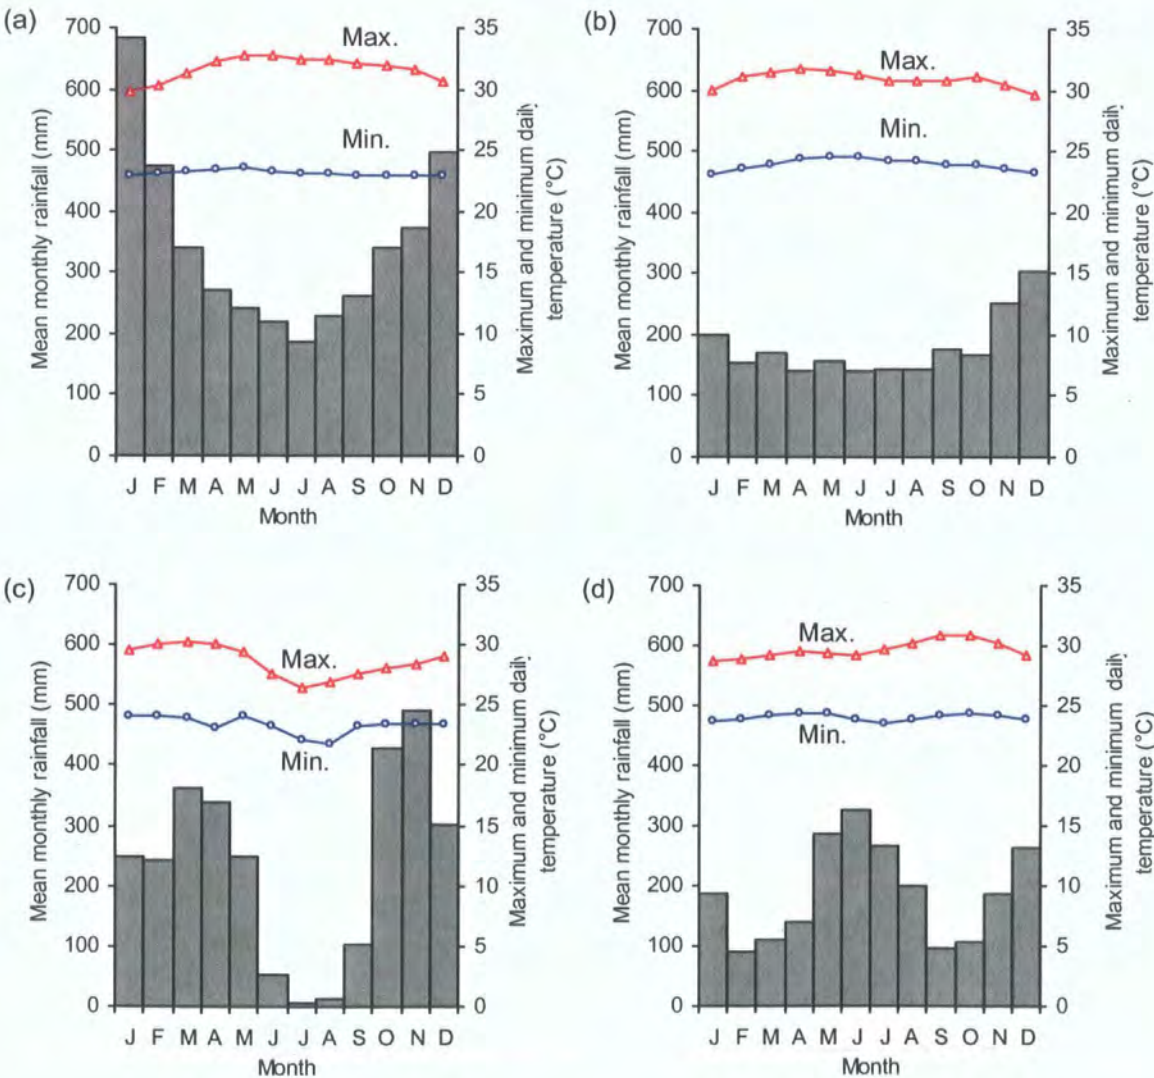 (a)
700
600
500
400
300
200
100
0
Mean monthly rainfall (mm)
Max.
Min.
35
30
25
20
15
10
5
0
Maximum and minimum daily
temperature (°C)
J F M A M J J A S O N D
Month
(b)
700
600
500
400
300
200
100
0
Mean monthly rainfall (mm)
Max.
Min.
35
30
25
20
15
10
5
0
Maximum and minimum daily
temperature (°C)
J F M A M J J A S O N D
Month
(c)
700
600
500
400
300
200
100
0
Mean monthly rainfall (mm)
Max.
Min.
35
30
25
20
15
10
5
0
Maximum and minimum daily
temperature (°C)
J F M A M J J A S O N D
Month
(d)
700
600
500
400
300
200
100
0
Mean monthly rainfall (mm)
Max.
Min.
35
30
25
20
15
10
5
0
Maximum and minimum daily
temperature (°C)
J F M A M J J A S O N D
Month